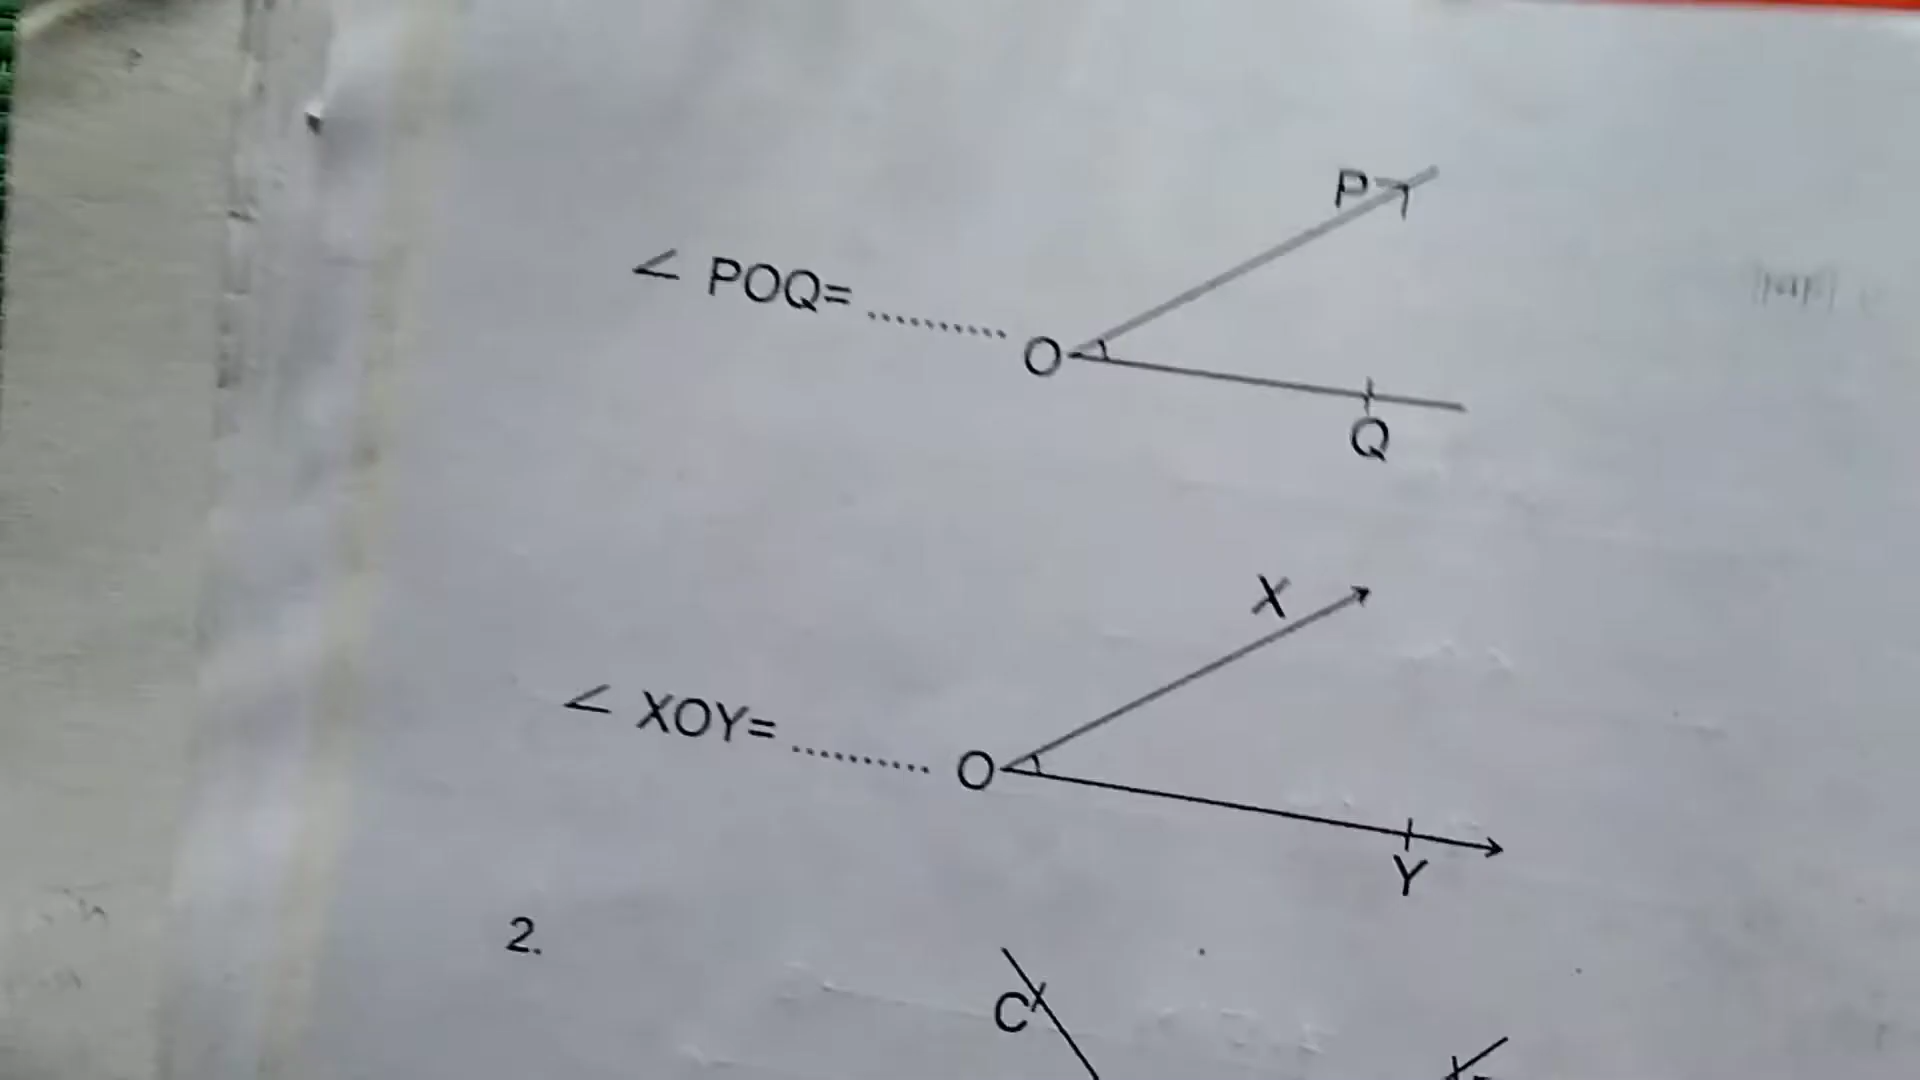 P
∠ POQ= ..........
O
Q
X
∠ XOY= ..........
O
Y
2.
C